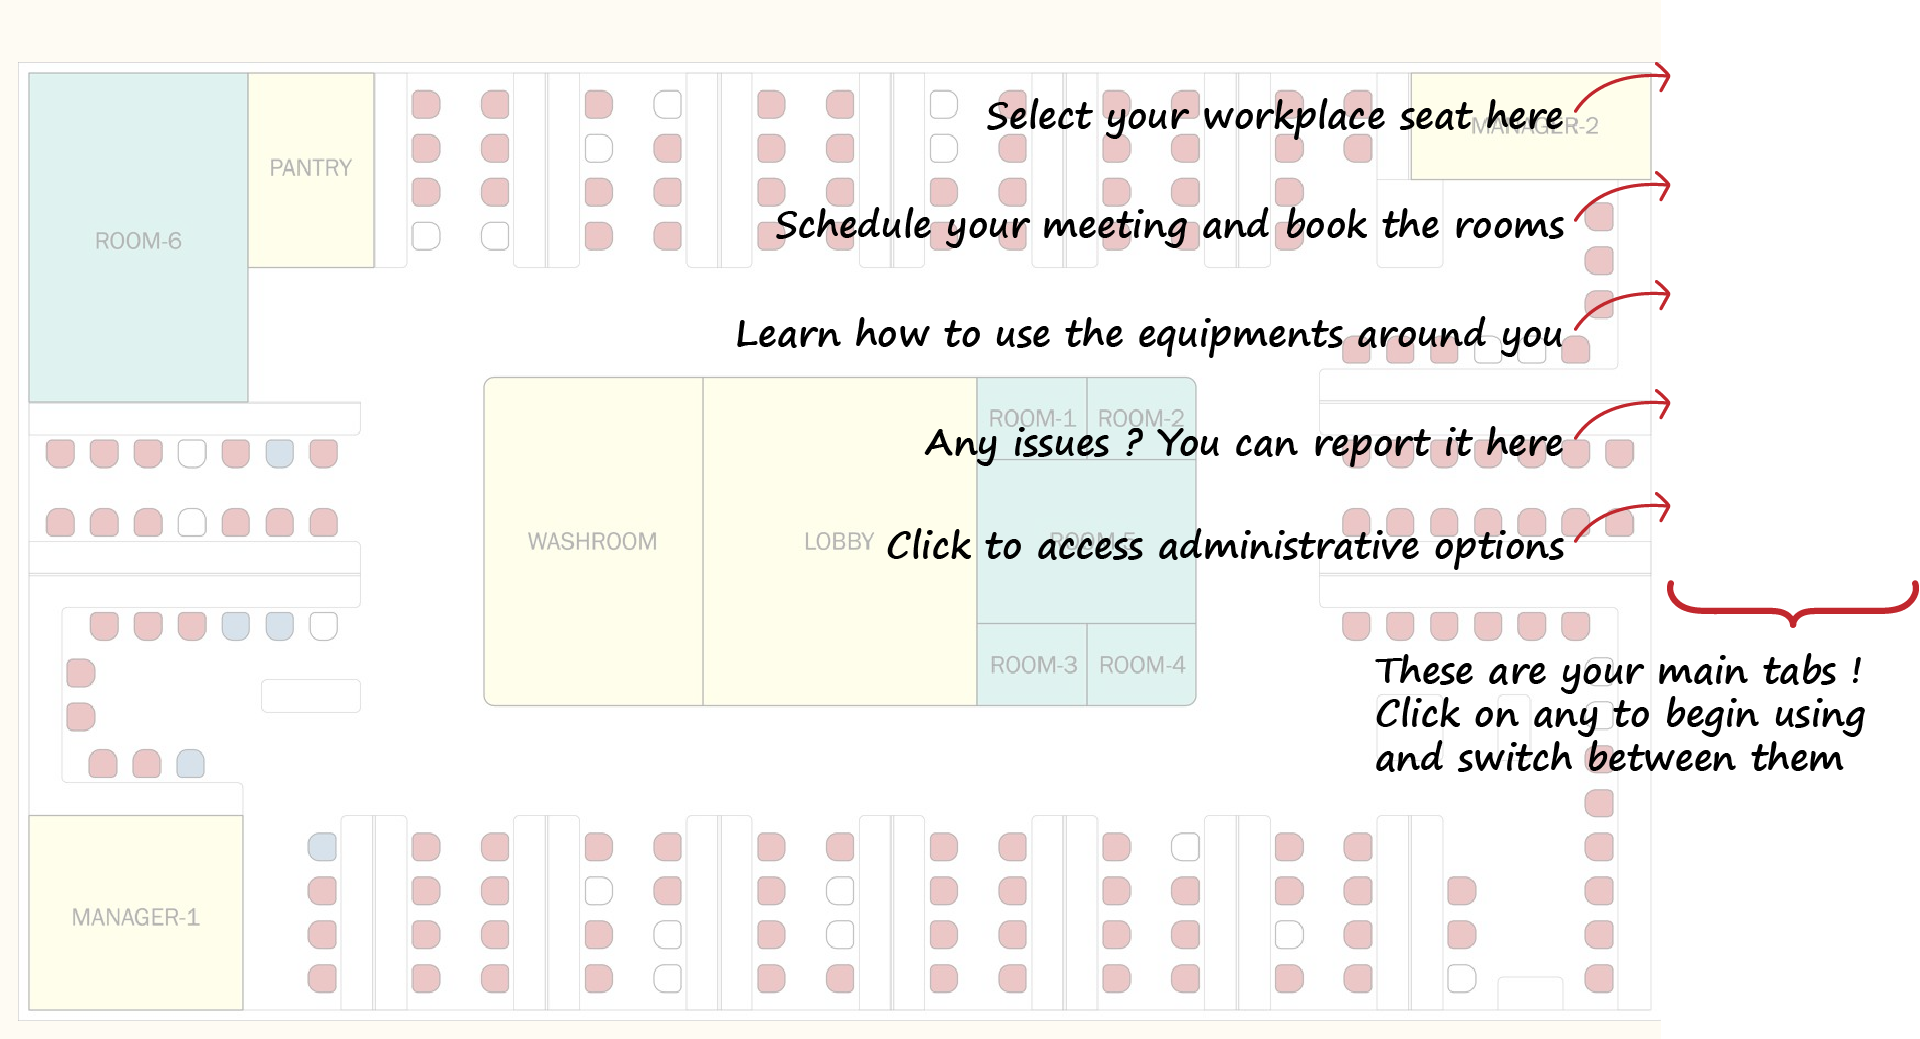 Select your workplace seat here
MANAGER-2
PANTRY
Schedule your meeting and book the rooms
ROOM-6
Learn how to use the equipments around you
ROOM-1
ROOM-2
Any issues ? You can report it here
WASHROOM
LOBBY
ROOM-5
Click to access administrative options
ROOM-3
ROOM-4
These are your main tabs !
Click on any to begin using
and switch between them
MANAGER-1